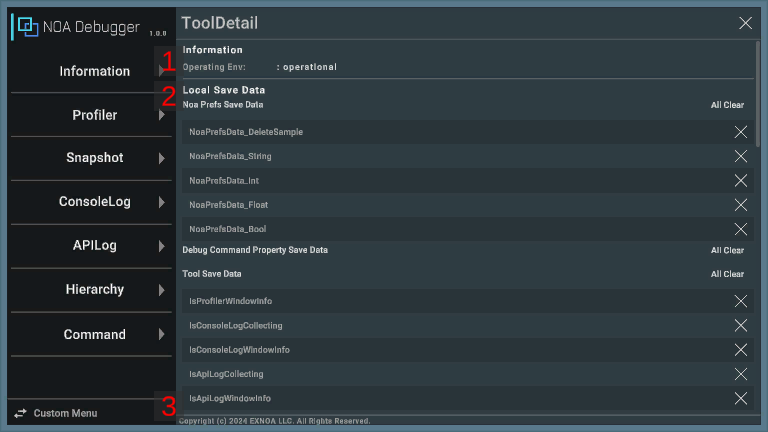 NOA Debugger 1.0.0
Information
Profiler
Snapshot
ConsoleLog
APILog
Hierarchy
Command
Custom Menu
ToolDetail
1
Information
Operating Env: : operational
2
Local Save Data
Noa Prefs Save Data All Clear
NoaPrefsData_DeleteSample
NoaPrefsData_String
NoaPrefsData_Int
NoaPrefsData_Float
NoaPrefsData_Bool
Debug Command Property Save Data All Clear
Tool Save Data All Clear
IsProfilerWindowInfo
IsConsoleLogCollecting
IsConsoleLogWindowInfo
IsApiLogCollecting
IsApiLogWindowInfo
3
Copyright (c) 2024 EXNOA LLC. All Rights Reserved.